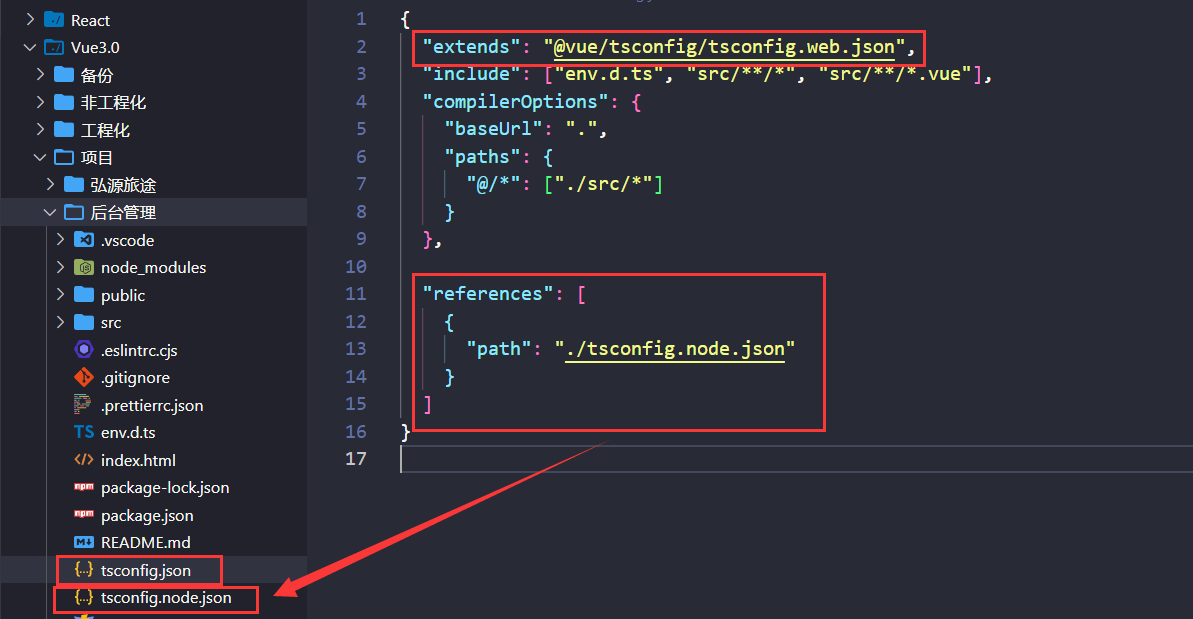 React
Vue3.0
备份
非工程化
工程化
项目
弘源旅途
后台管理
.vscode
node_modules
public
src
.eslintrc.cjs
.gitignore
.prettierrc.json
TS env.d.ts
index.html
npm package-lock.json
npm package.json
M README.md
{..} tsconfig.json
{..} tsconfig.node.json
1 {
2 "extends": "@vue/tsconfig/tsconfig.web.json",
3 "include": ["env.d.ts", "src/**/*", "src/**/*.vue"],
4 "compilerOptions": {
5 "baseUrl": ".",
6 "paths": {
7 "@/*": ["./src/*"]
8 }
9 },
10
11 "references": [
12 {
13 "path": "./tsconfig.node.json"
14 }
15 ]
16 }
17